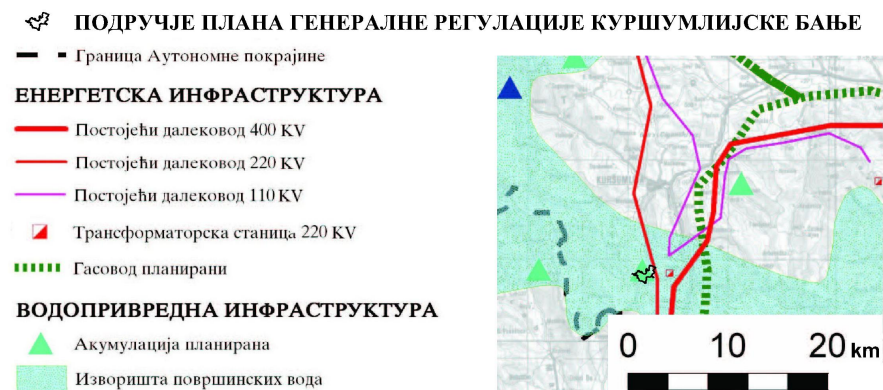 ПОДРУЧЈЕ ПЛАНА ГЕНЕРАЛНЕ РЕГУЛАЦИЈЕ КУРШУМЛИЈСКЕ БАЊЕ
Граница Аутономне покрајине
ЕНЕРГЕТСКА ИНФРАСТРУКТУРА
Постојећи далековод 400 KV
Постојећи далековод 220 KV
Постојећи далековод 110 KV
Трансформаторска станица 220 KV
Гасовод планирани
ВОДОПРИВРЕДНА ИНФРАСТРУКТУРА
Акумулација планирана
Изворишта површинских вода
0 10 20 km